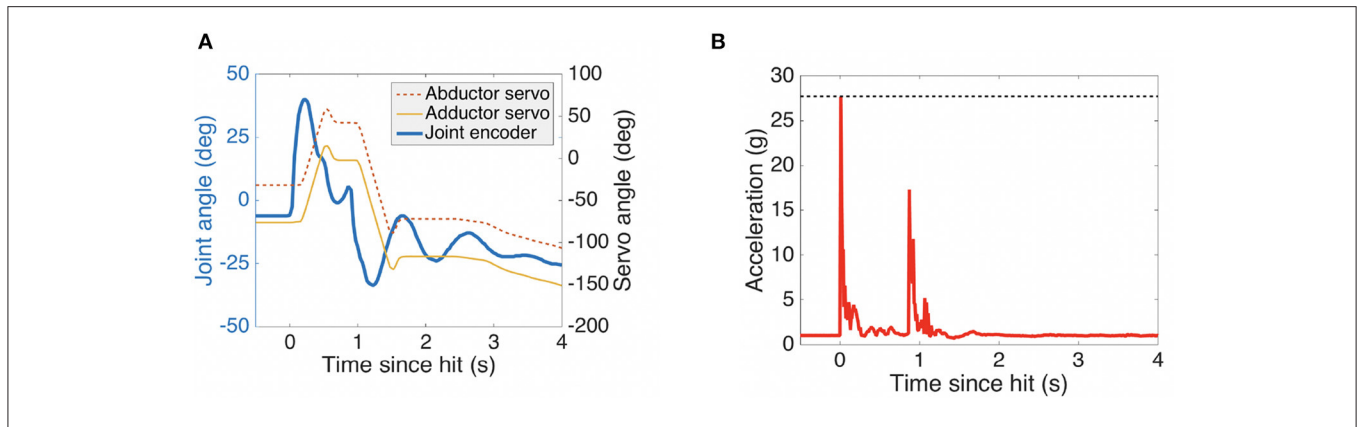 A
Joint angle (deg)
50
25
0
-25
-50
Abductor servo
Adductor servo
Joint encoder
100
50
0
-50
-100
-150
-200
Servo angle (deg)
0 1 2 3 4
Time since hit (s)
B
Acceleration (g)
30
25
20
15
10
5
0
0 1 2 3 4
Time since hit (s)